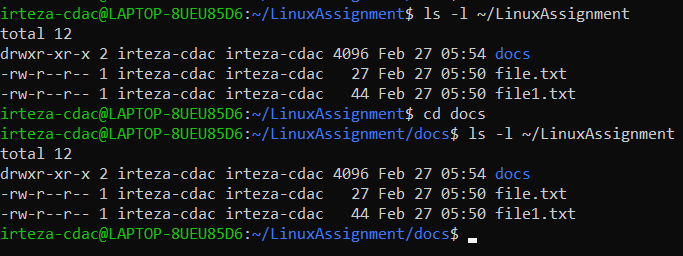 irteza-cdac@LAPTOP-8UEU85D6:~/LinuxAssignment$ ls -l ~/LinuxAssignment
total 12
drwxr-xr-x 2 irteza-cdac irteza-cdac 4096 Feb 27 05:54 docs
-rw-r--r-- 1 irteza-cdac irteza-cdac   27 Feb 27 05:50 file.txt
-rw-r--r-- 1 irteza-cdac irteza-cdac   44 Feb 27 05:50 file1.txt
irteza-cdac@LAPTOP-8UEU85D6:~/LinuxAssignment$ cd docs
irteza-cdac@LAPTOP-8UEU85D6:~/LinuxAssignment/docs$ ls -l ~/LinuxAssignment
total 12
drwxr-xr-x 2 irteza-cdac irteza-cdac 4096 Feb 27 05:54 docs
-rw-r--r-- 1 irteza-cdac irteza-cdac   27 Feb 27 05:50 file.txt
-rw-r--r-- 1 irteza-cdac irteza-cdac   44 Feb 27 05:50 file1.txt
irteza-cdac@LAPTOP-8UEU85D6:~/LinuxAssignment/docs$